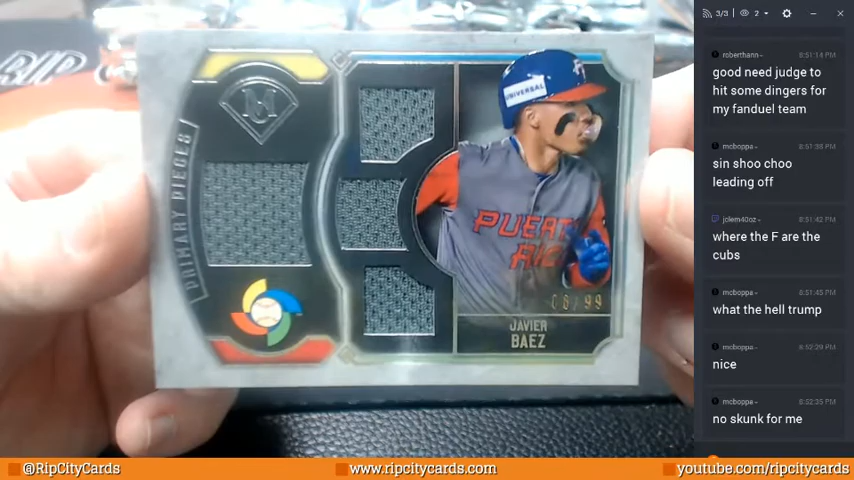 RIP
M
PRIMARY PIECES
UNIVERSAL
PUERTO
RICO
08/99
JAVIER
BAEZ
3/3
2
roberthann-
8:51:14 PM
good need judge to
hit some dingers for
my fanduel team
mcboppa-
8:51:38 PM
sin shoo choo
leading off
jclem40oz-
8:51:42 PM
where the F are the
cubs
mcboppa-
8:51:45 PM
what the hell trump
mcboppa-
8:52:29 PM
nice
mcboppa-
8:52:35 PM
no skunk for me
@RipCityCards
www.ripcitycards.com
youtube.com/ripcitycards